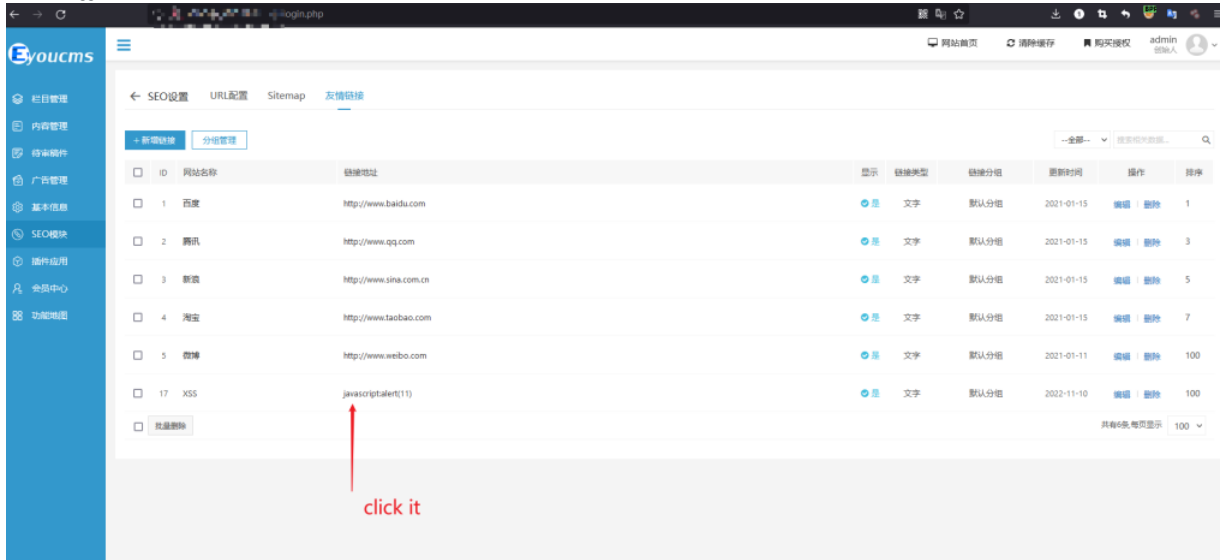 login.php
Eyoucms
网站首页 清除缓存 购买授权 admin
创始人
栏目管理
内容管理
待审稿件
广告管理
基本信息
SEO模块
插件应用
会员中心
功能地图
SEO设置 URL配置 Sitemap 友情链接
+ 新增链接 分组管理 --全部-- 搜索相关数据...
ID 网站名称 链接地址 显示 链接类型 链接分组 更新时间 操作 排序
1 百度 http://www.baidu.com 是 文字 默认分组 2021-01-15 编辑 删除 1
2 腾讯 http://www.qq.com 是 文字 默认分组 2021-01-15 编辑 删除 3
3 新浪 http://www.sina.com.cn 是 文字 默认分组 2021-01-15 编辑 删除 5
4 淘宝 http://www.taobao.com 是 文字 默认分组 2021-01-15 编辑 删除 7
5 微博 http://www.weibo.com 是 文字 默认分组 2021-01-11 编辑 删除 100
17 XSS javascript:alert(11) 是 文字 默认分组 2022-11-10 编辑 删除 100
批量删除 共有6条,每页显示 100
click it